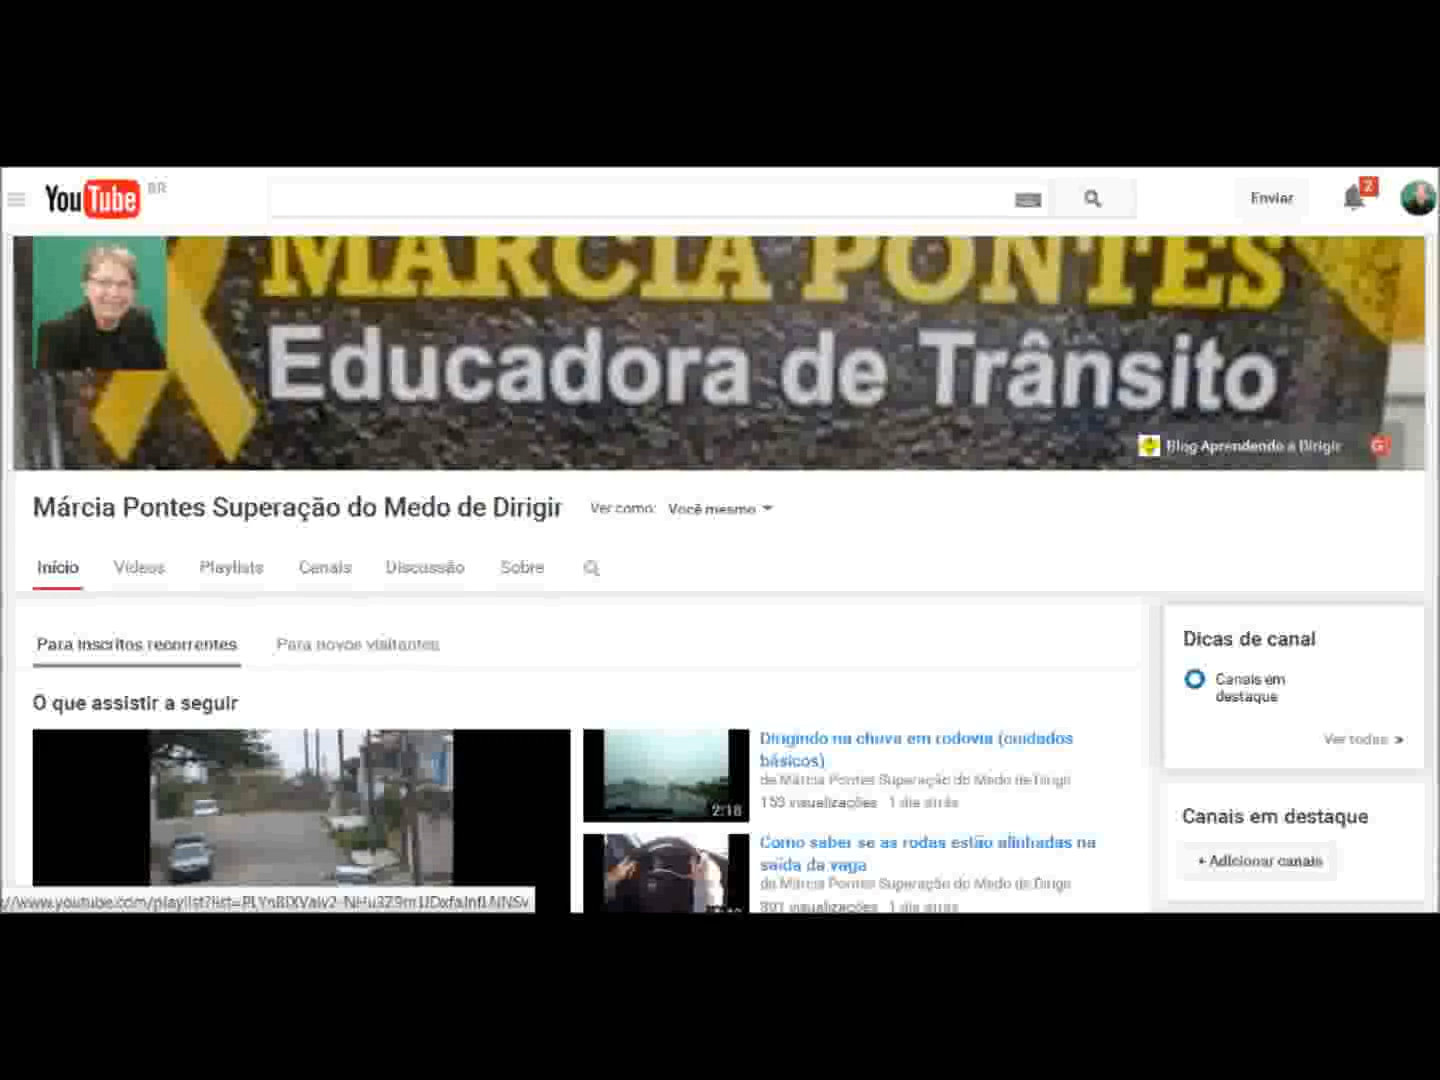 YouTube BR
Enviar
2
MÁRCIA PONTES
Educadora de Trânsito
Blog Aprendendo a Dirigir
Márcia Pontes Superação do Medo de Dirigir
Ver como: Você mesmo
Início Vídeos Playlists Canais Discussão Sobre
Para inscritos recorrentes Para novos visitantes
O que assistir a seguir
2:18
Dirigindo na chuva em rodovia (cuidados
básicos)
de Márcia Pontes Superação do Medo de Dirigir
153 visualizações 1 dia atrás
Como saber se as rodas estão alinhadas na
saída da vaga
de Márcia Pontes Superação do Medo de Dirigir
visualizações 1 dia atrás
Dicas de canal
Canais em
destaque
Ver todas >
Canais em destaque
+ Adicionar canais